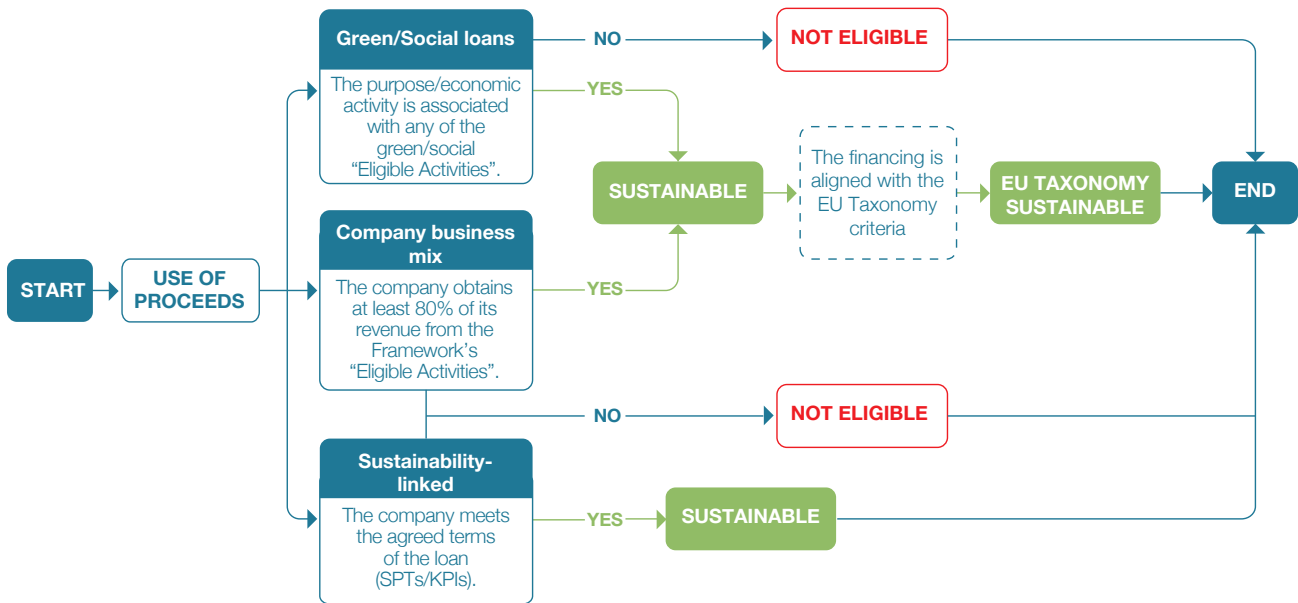 START
USE OF
PROCEEDS
Green/Social loans
The purpose/economic
activity is associated
with any of the
green/social
“Eligible Activities”.
NO
NOT ELIGIBLE
YES
Company business
mix
The company obtains
at least 80% of its
revenue from the
Framework’s
“Eligible Activities”.
YES
SUSTAINABLE
The financing is
aligned with the
EU Taxonomy
criteria
EU TAXONOMY
SUSTAINABLE
END
NO
NOT ELIGIBLE
Sustainability-
linked
The company meets
the agreed terms
of the loan
(SPTs/KPIs).
YES
SUSTAINABLE